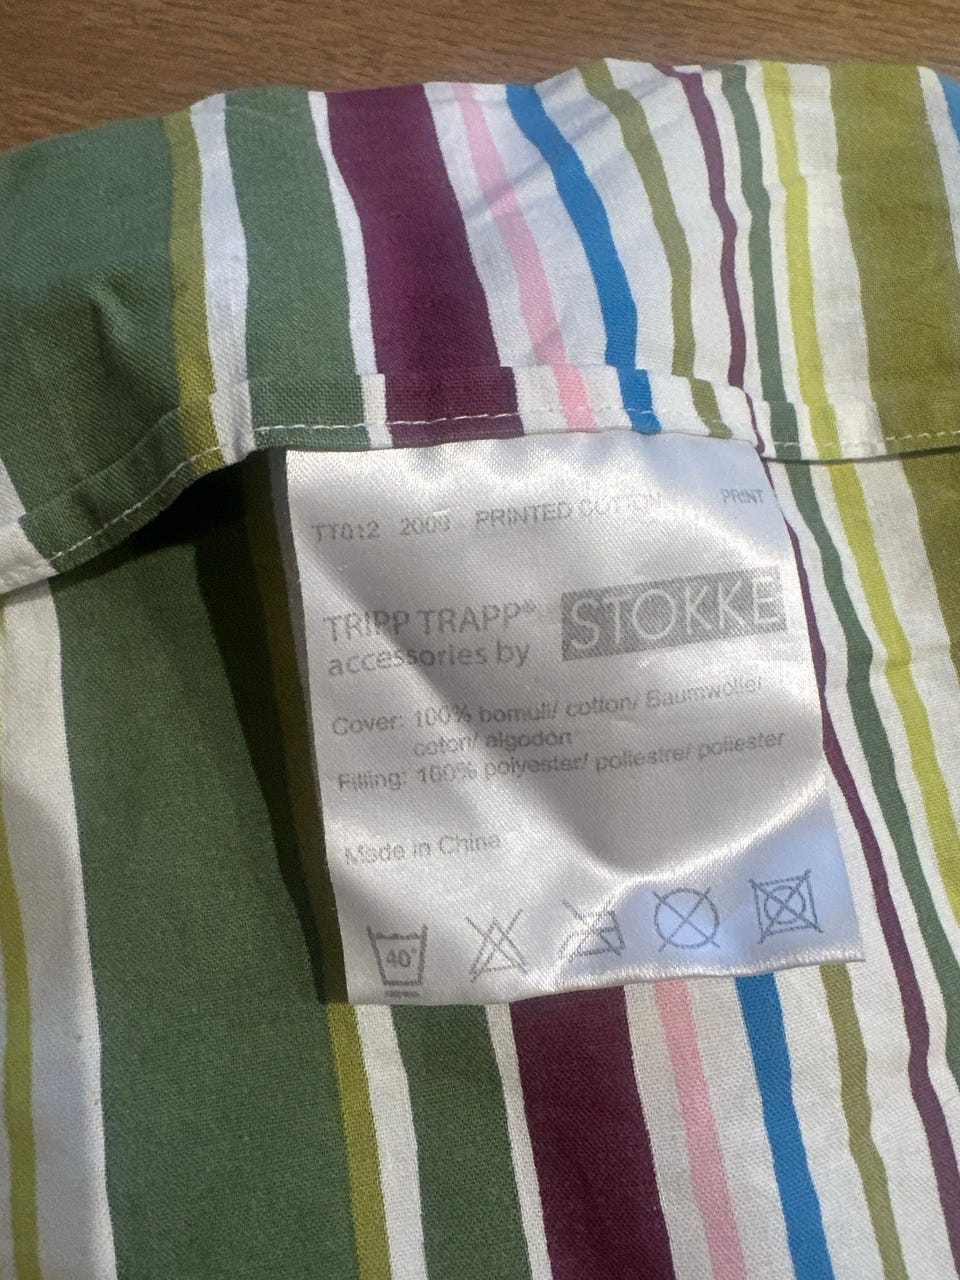 TT012 2009 PRINTED COTTON PRINT
TRIPP TRAPP®
accessories by STOKKE
Cover: 100% bomull/ cotton/ Baumwolle/
coton/ algodón
Filling: 100% polyester/ poliestre/ poliester
Made in China
40°